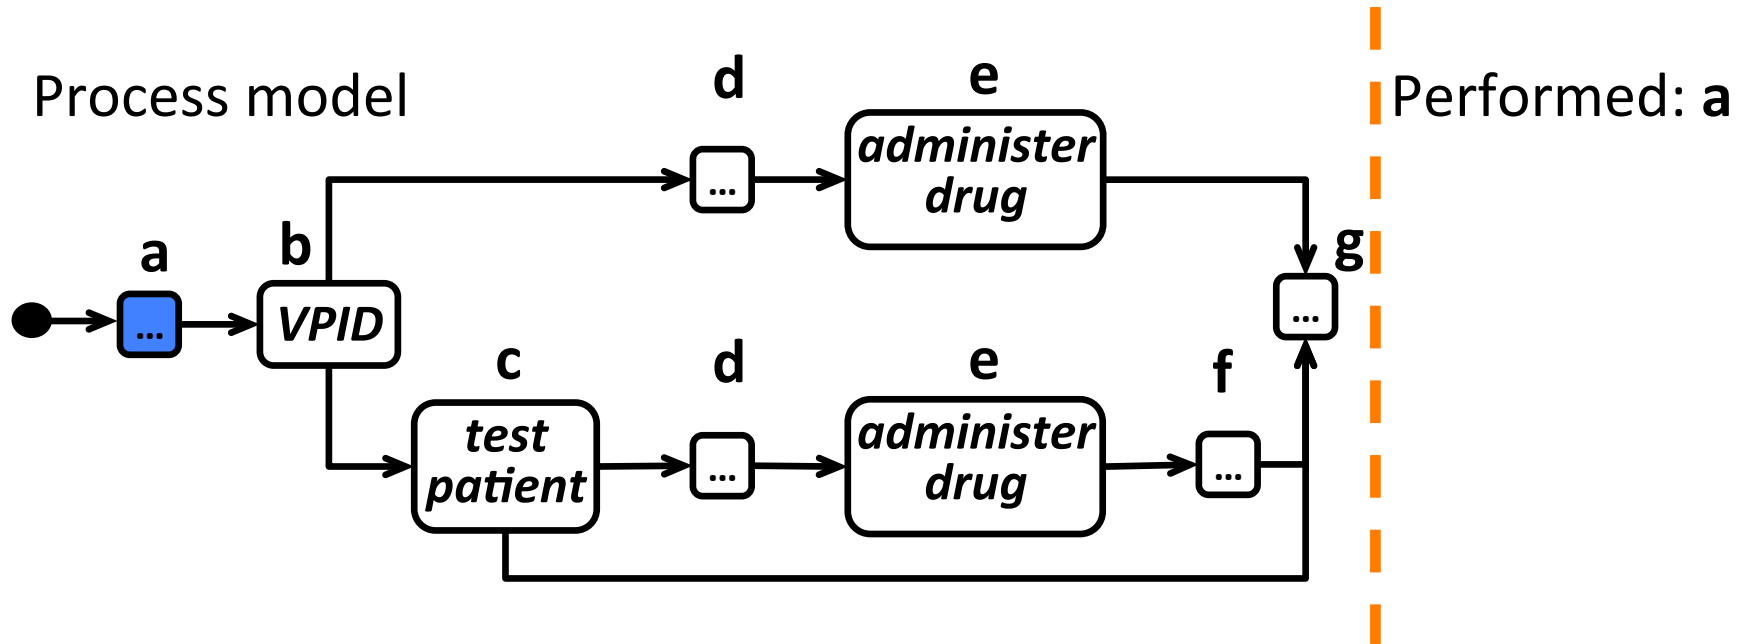 Process model
Performed: a
d
e
...
administer
drug
a
b
g
...
VPID
...
c
d
e
f
test
patient
...
administer
drug
...